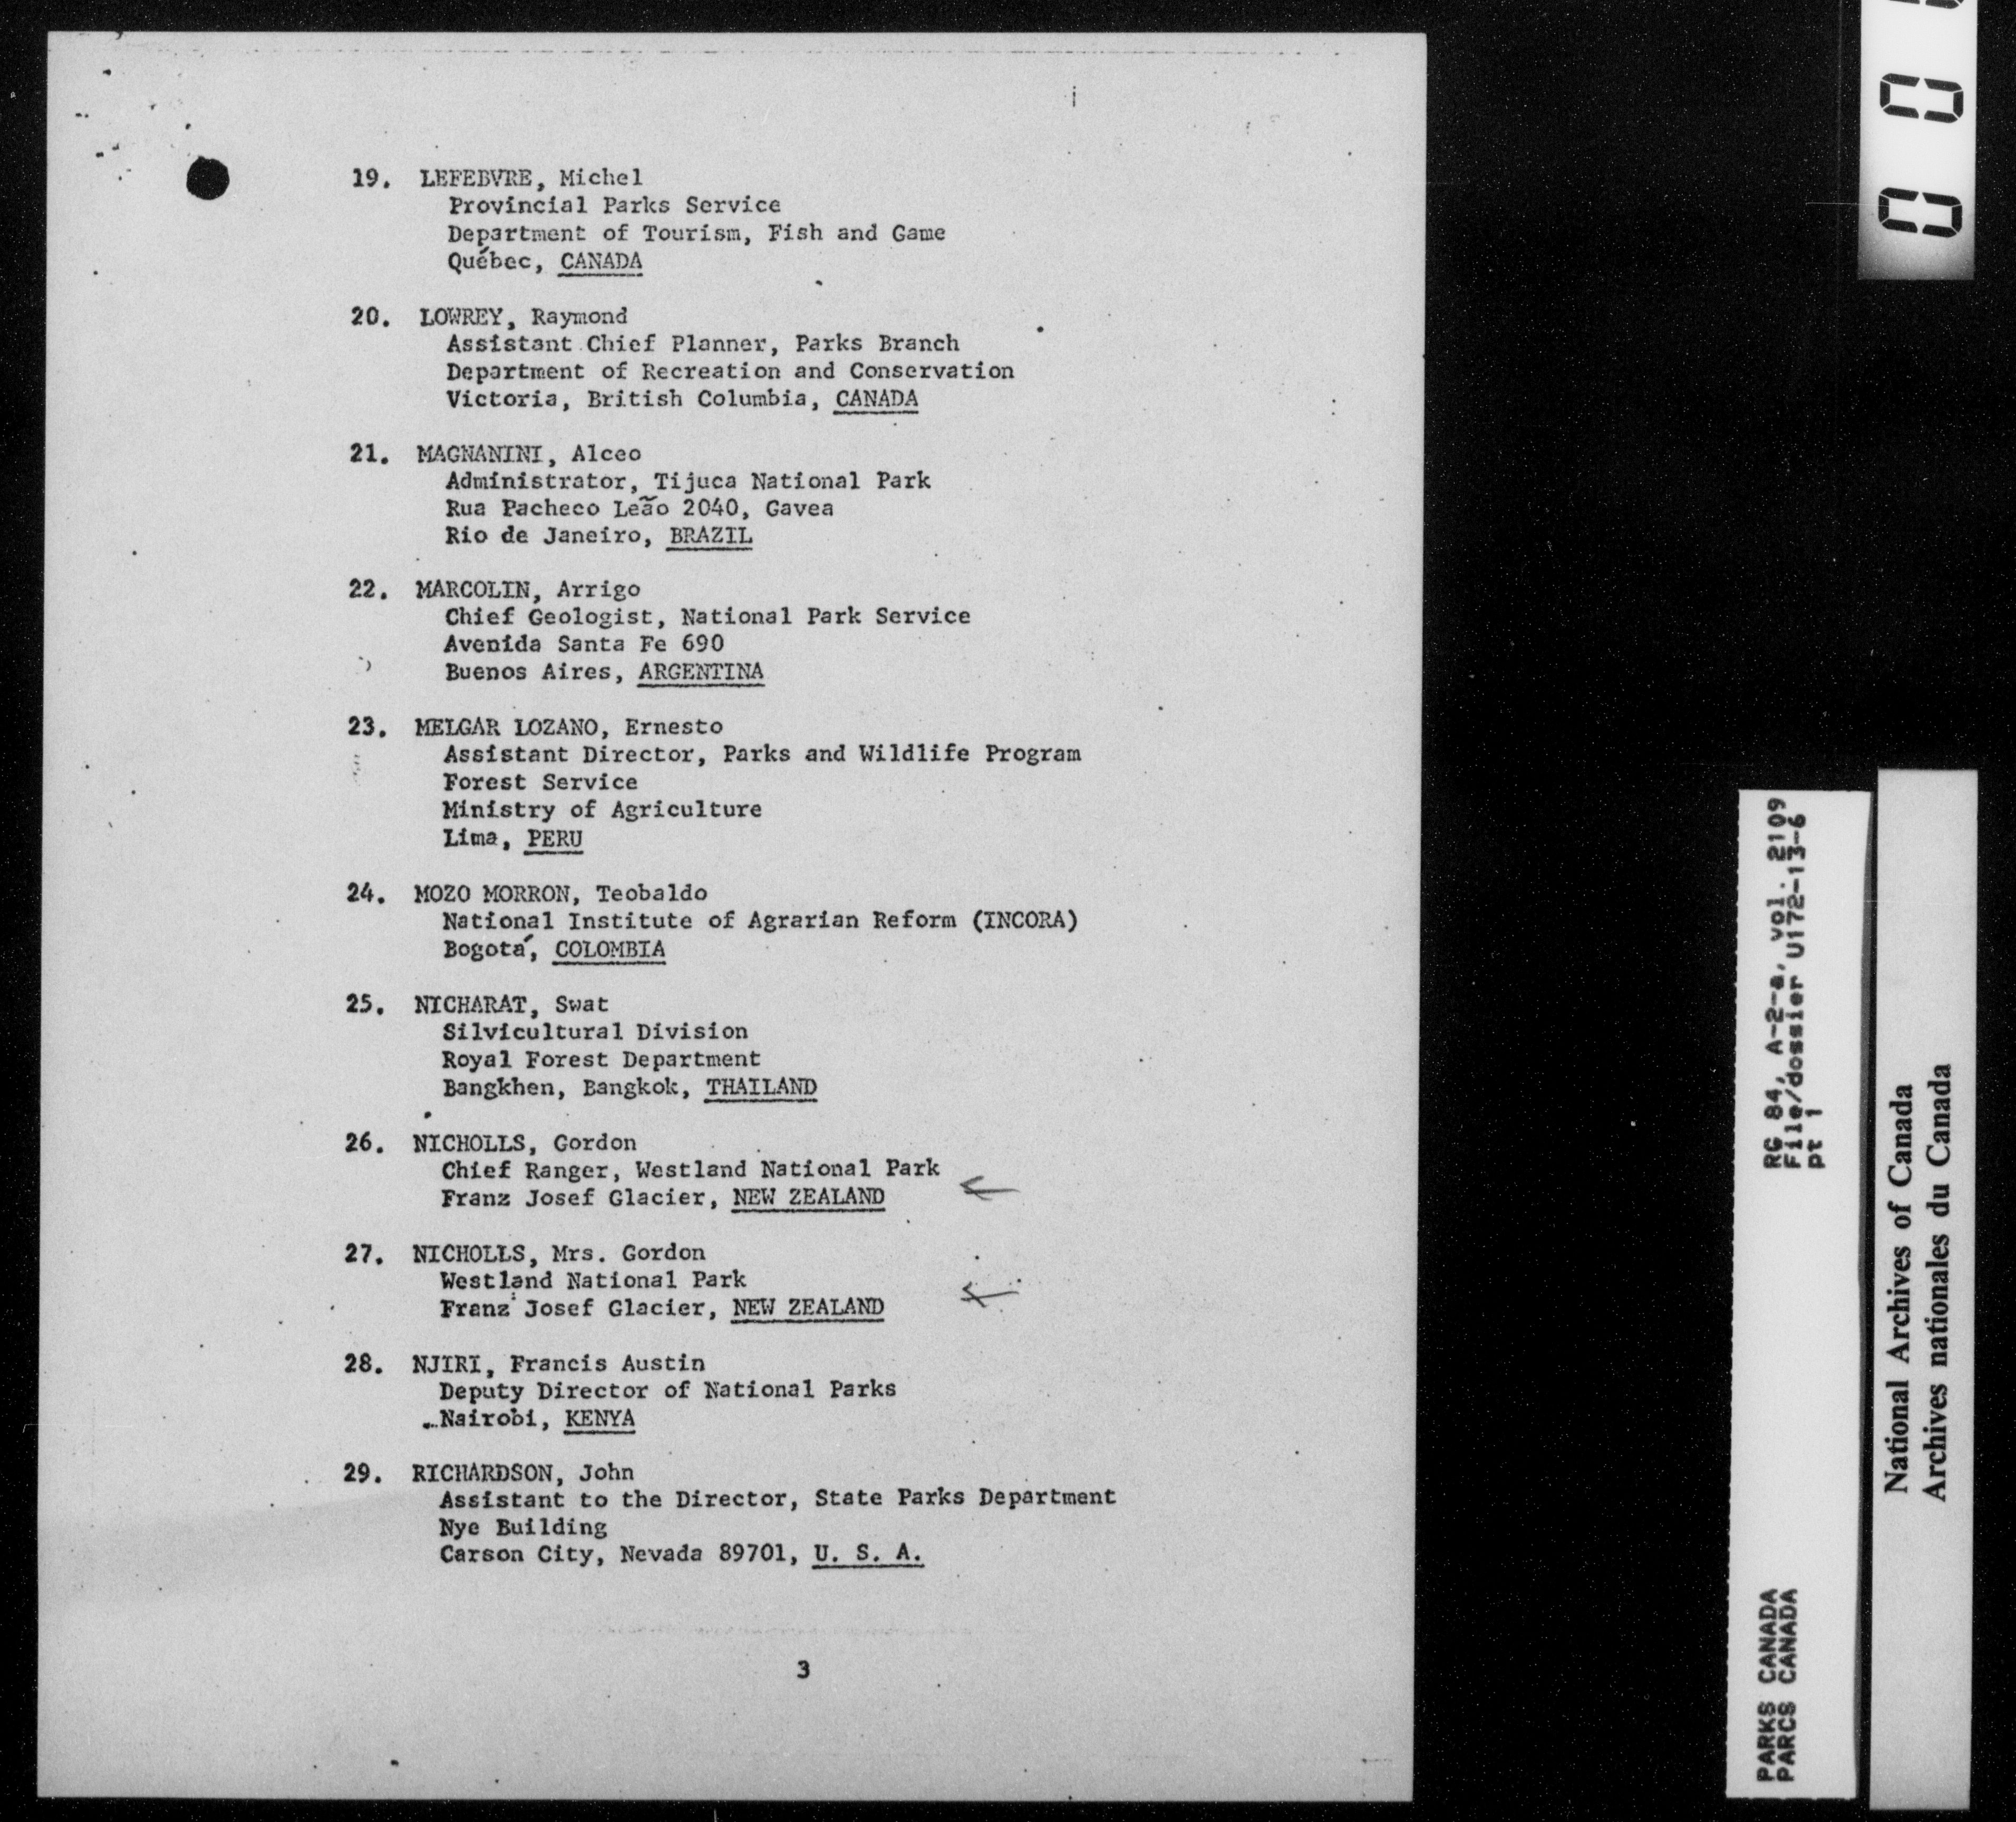 19. LEFEBVRE, Michel
Provincial Parks Service
Department of Tourism, Fish and Game
Québec, CANADA
20. LOWREY, Raymond
Assistant Chief Planner, Parks Branch
Department of Recreation and Conservation
Victoria, British Columbia, CANADA
21. MAGNANINI, Alceo
Administrator, Tijuca National Park
Rua Pacheco Leão 2040, Gavea
Rio de Janeiro, BRAZIL
22. MARCOLIN, Arrigo
Chief Geologist, National Park Service
Avenida Santa Fe 690
Buenos Aires, ARGENTINA
23. MELGAR LOZANO, Ernesto
Assistant Director, Parks and Wildlife Program
Forest Service
Ministry of Agriculture
Lima, PERU
24. MOZO MORRON, Teobaldo
National Institute of Agrarian Reform (INCORA)
Bogotá, COLOMBIA
25. NICHARAT, Swat
Silvicultural Division
Royal Forest Department
Bangkhen, Bangkok, THAILAND
26. NICHOLLS, Gordon
Chief Ranger, Westland National Park
Franz Josef Glacier, NEW ZEALAND
27. NICHOLLS, Mrs. Gordon
Westland National Park
Franz Josef Glacier, NEW ZEALAND
28. NJIRI, Francis Austin
Deputy Director of National Parks
Nairobi, KENYA
29. RICHARDSON, John
Assistant to the Director, State Parks Department
Nye Building
Carson City, Nevada 89701, U. S. A.
3
RG 84, A-2-a, vol. 2109
File/dossier U172-13-6
pt 1
PARKS CANADA
PARCS CANADA
National Archives of Canada
Archives nationales du Canada